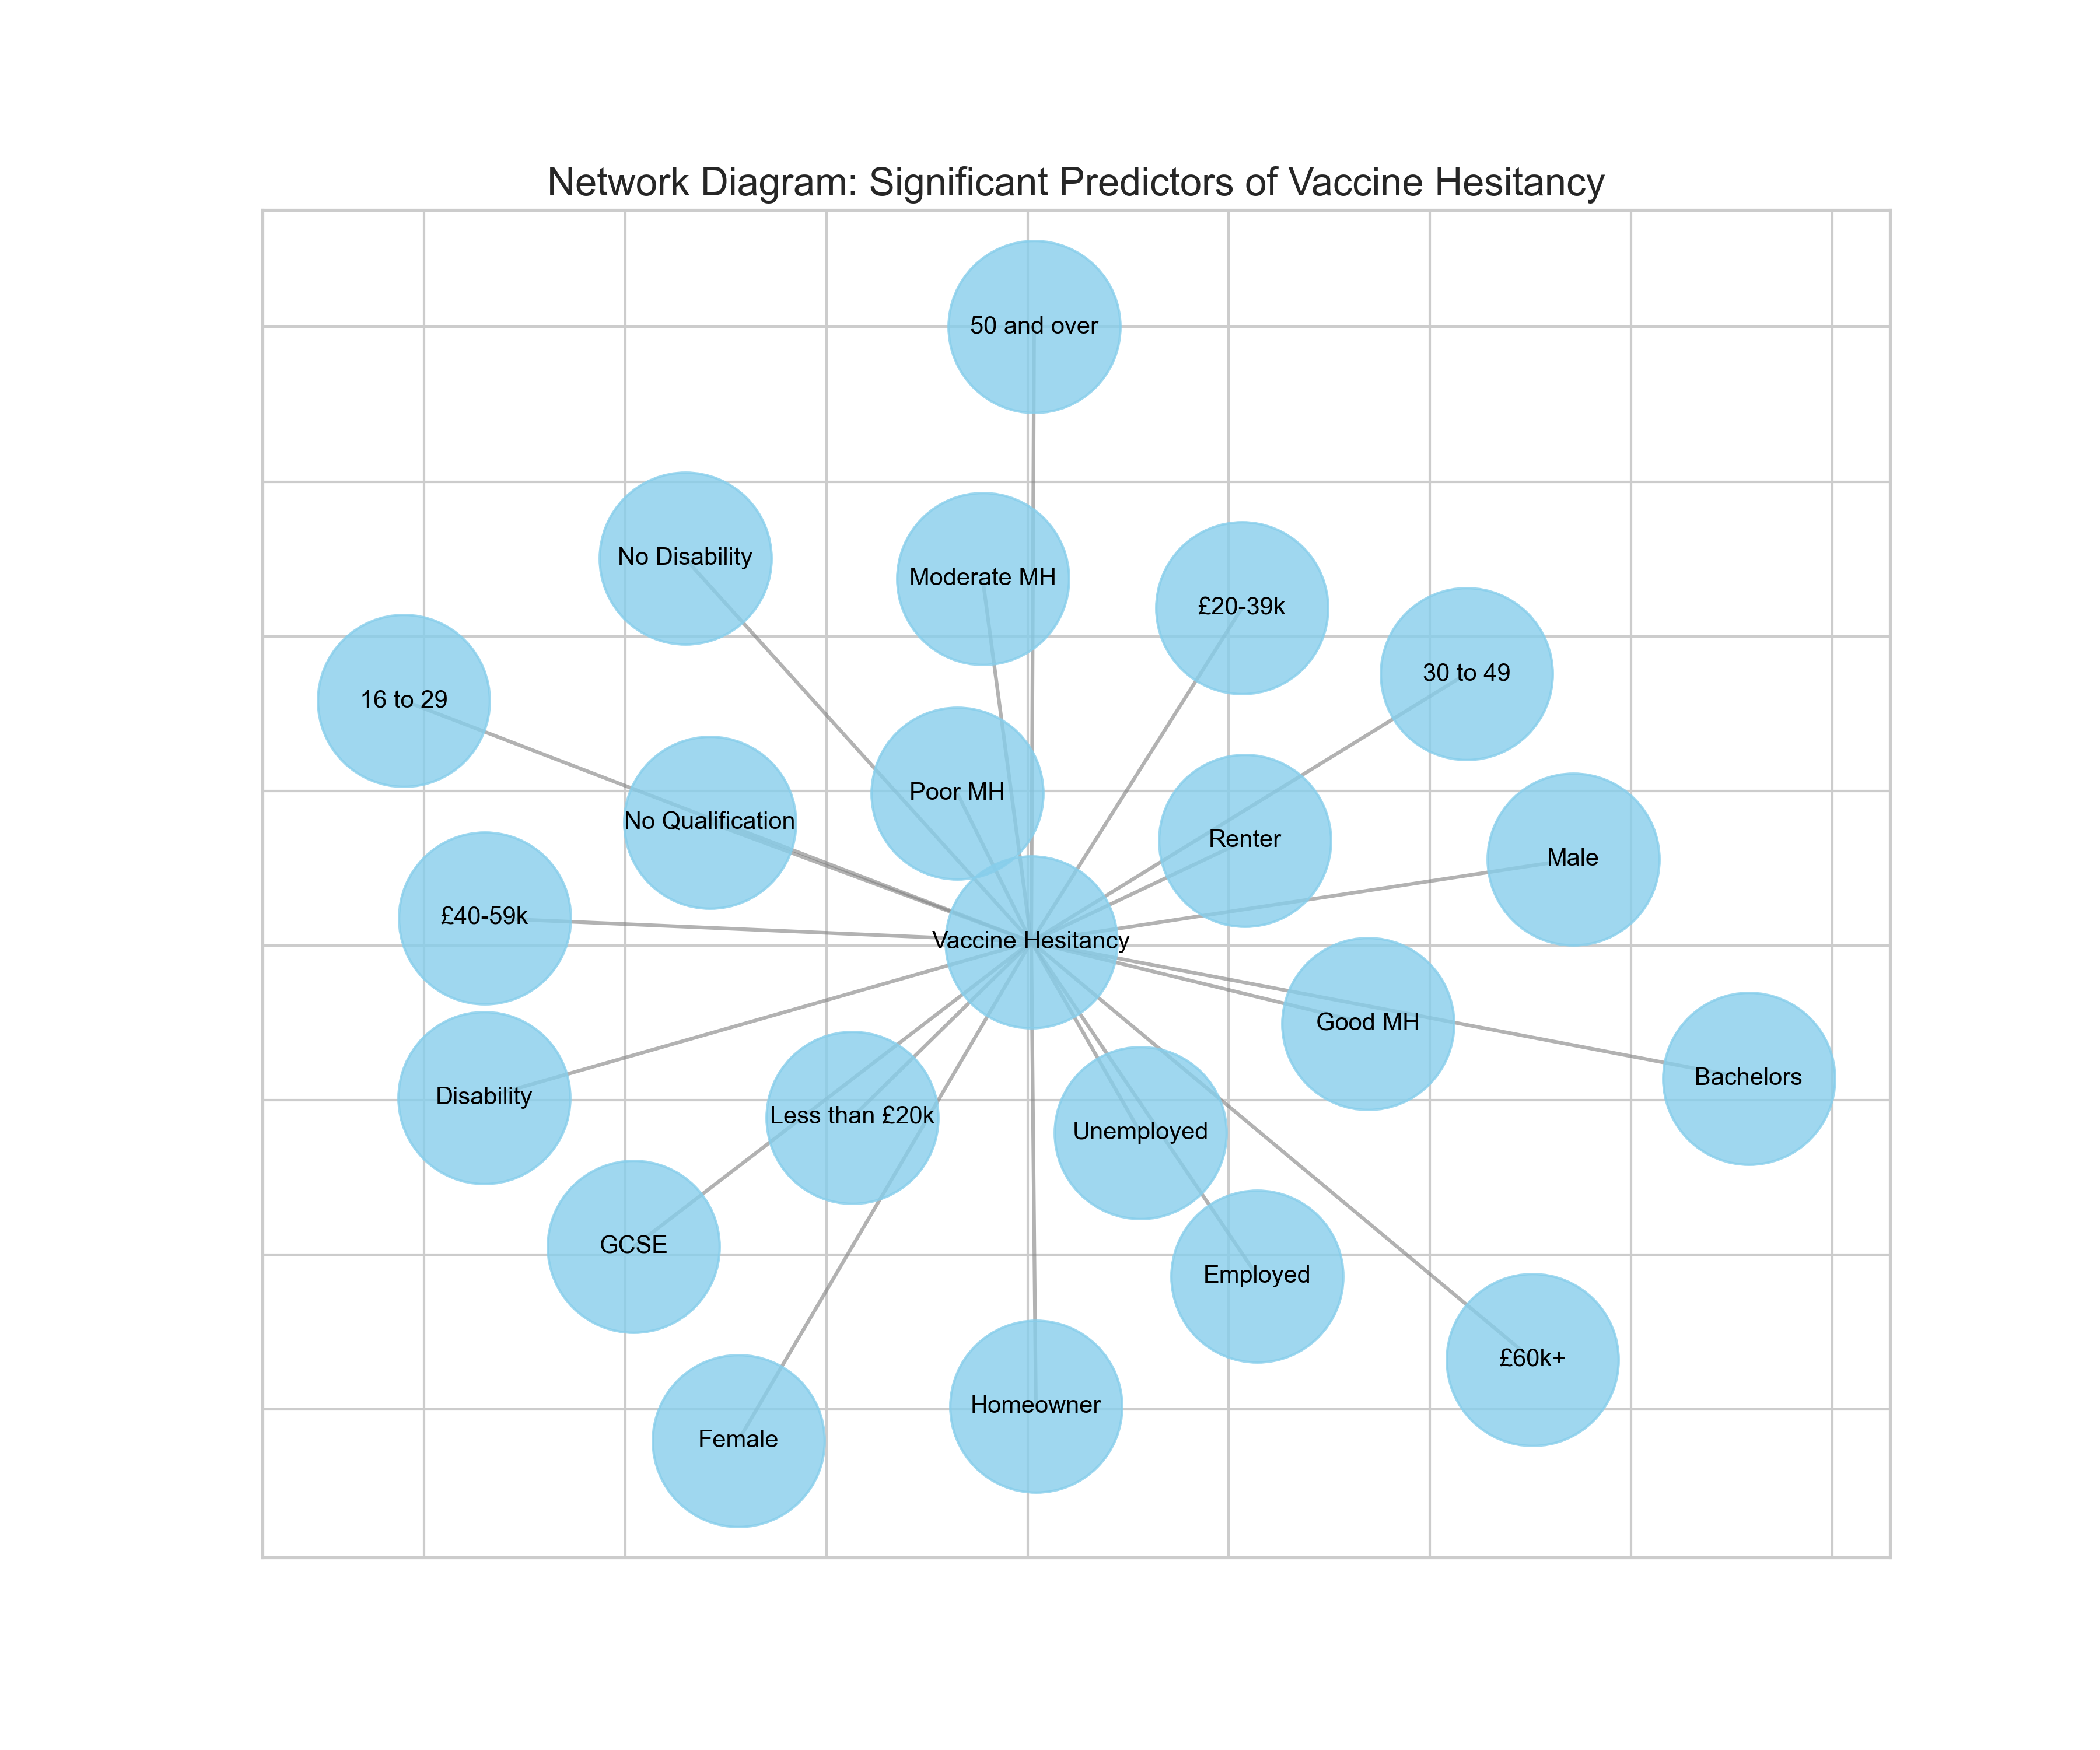 Network Diagram: Significant Predictors of Vaccine Hesitancy
50 and over
No Disability
Moderate MH
£20-39k
30 to 49
16 to 29
Poor MH
No Qualification
Renter
Male
£40-59k
Vaccine Hesitancy
Good MH
Bachelors
Disability
Less than £20k
Unemployed
GCSE
Employed
£60k+
Homeowner
Female